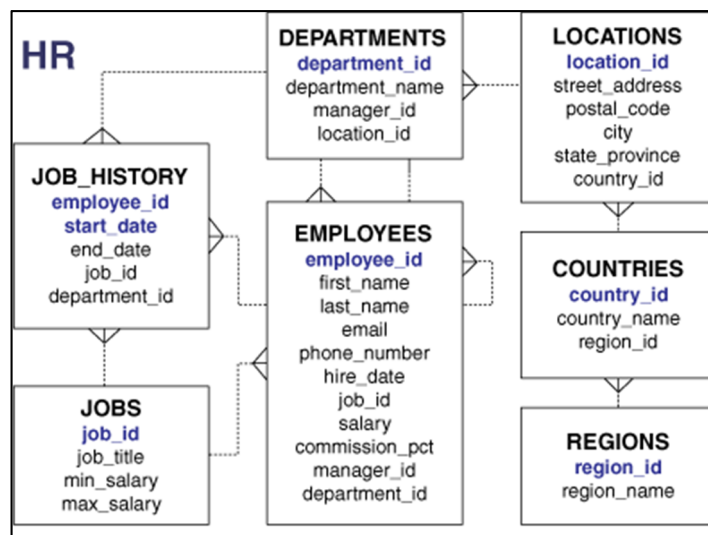 HR
DEPARTMENTS
department_id
department_name
manager_id
location_id
LOCATIONS
location_id
street_address
postal_code
city
state_province
country_id
JOB_HISTORY
employee_id
start_date
end_date
job_id
department_id
EMPLOYEES
employee_id
first_name
last_name
email
phone_number
hire_date
job_id
salary
commission_pct
manager_id
department_id
COUNTRIES
country_id
country_name
region_id
JOBS
job_id
job_title
min_salary
max_salary
REGIONS
region_id
region_name